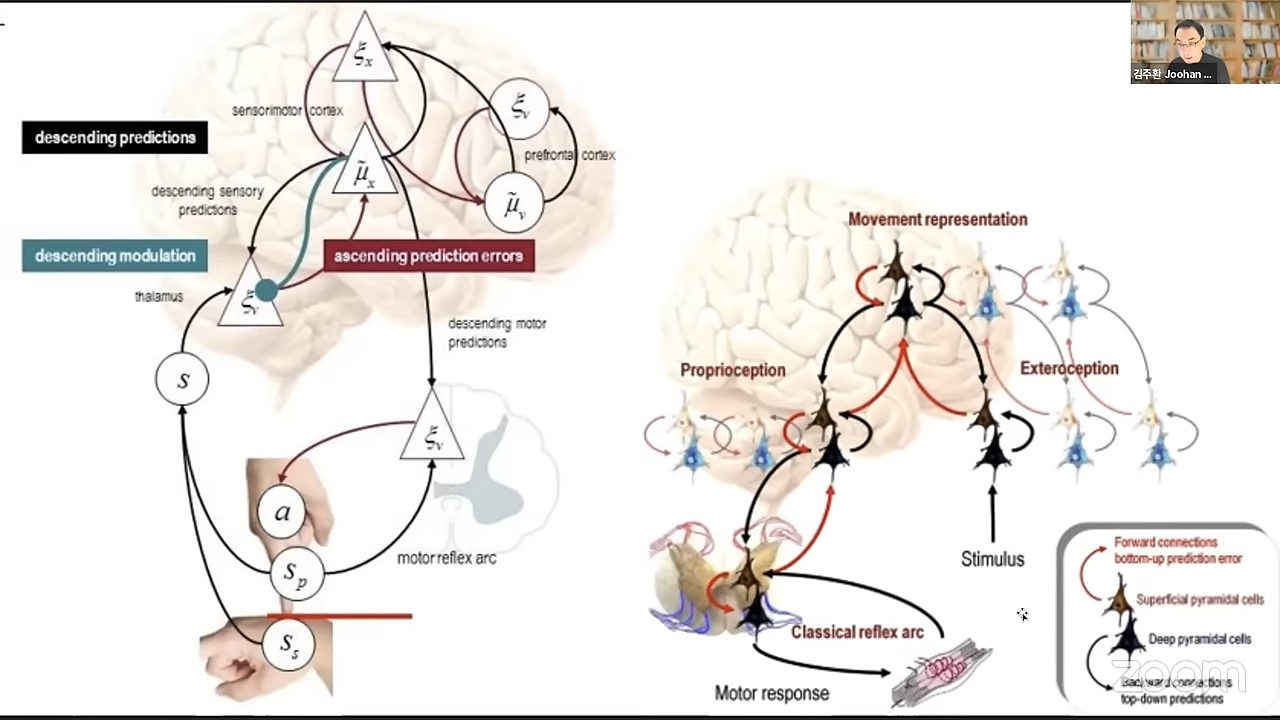 ξx
sensorimotor cortex
ξv
descending predictions
prefrontal cortex
μ̃x
descending sensory
predictions
μ̃v
descending modulation
ascending prediction errors
thalamus
ξv
descending motor
predictions
s
ξv
a
motor reflex arc
sp
ss
김주환 Joohan ...
Movement representation
Proprioception
Exteroception
Stimulus
Classical reflex arc
Motor response
Forward connections
bottom-up prediction error
Superficial pyramidal cells
Deep pyramidal cells
Backward connections
top-down predictions
zoom